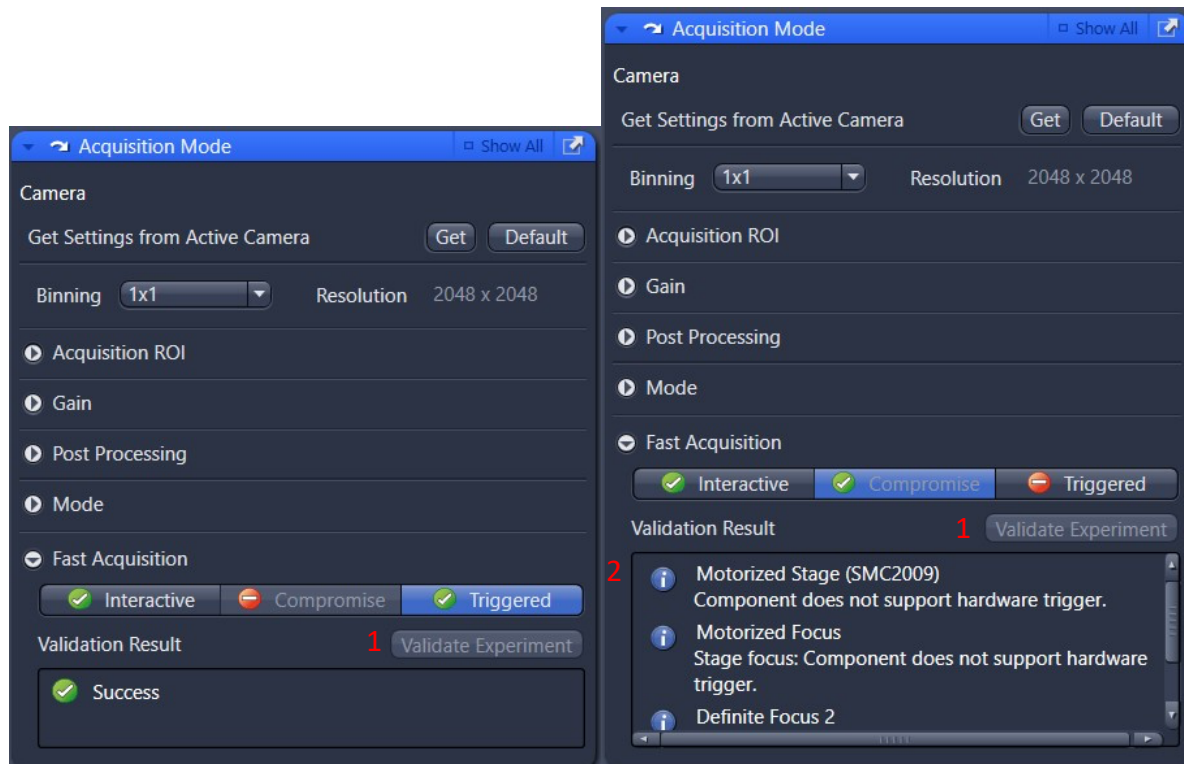 Acquisition Mode Show All
Camera
Get Settings from Active Camera Get Default
Binning 1x1 Resolution 2048 x 2048
Acquisition ROI
Gain
Post Processing
Mode
Fast Acquisition
Interactive Compromise Triggered
Validation Result 1 Validate Experiment
Success
Acquisition Mode Show All
Camera
Get Settings from Active Camera Get Default
Binning 1x1 Resolution 2048 x 2048
Acquisition ROI
Gain
Post Processing
Mode
Fast Acquisition
Interactive Compromise Triggered
Validation Result 1 Validate Experiment
2 Motorized Stage (SMC2009)
Component does not support hardware trigger.
Motorized Focus
Stage focus: Component does not support hardware
trigger.
Definite Focus 2